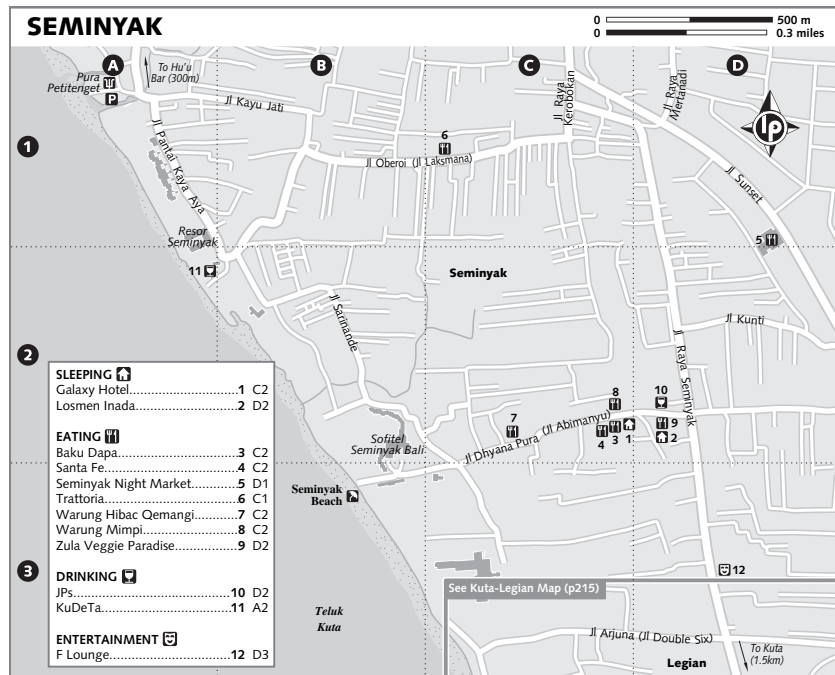 SEMINYAK
0 500 m
0 0.3 miles
A
B
C
D
To Hu'u
Bar (300m)
Pura
Petitenget
P
Jl Kayu Jati
Jl Raya
Kerobokan
Jl Raya
Mertanadi
lp
1
6
Jl Pantai Kaya Aya
Jl Oberoi (Jl Laksmana)
Jl Sunset
Resor
Seminyak
5
11
Seminyak
Jl Sarinande
Jl Kunti
2
Jl Raya Seminyak
SLEEPING
Galaxy Hotel 1 C2
Losmen Inada 2 D2
EATING
Baku Dapa 3 C2
Santa Fe 4 C2
Seminyak Night Market 5 D1
Trattoria 6 C1
Warung Hibac Qemangi 7 C2
Warung Mimpi 8 C2
Zula Veggie Paradise 9 D2
DRINKING
JPs 10 D2
KuDeTa 11 A2
ENTERTAINMENT
F Lounge 12 D3
8
10
7
9
4
3
1
2
Jl Dhyana Pura (Jl Abimanyu)
Sofitel
Seminyak Bali
Seminyak
Beach
3
12
See Kuta-Legian Map (p215)
Teluk
Kuta
Jl Arjuna (Jl Double Six)
To Kuta
(1.5km)
Legian